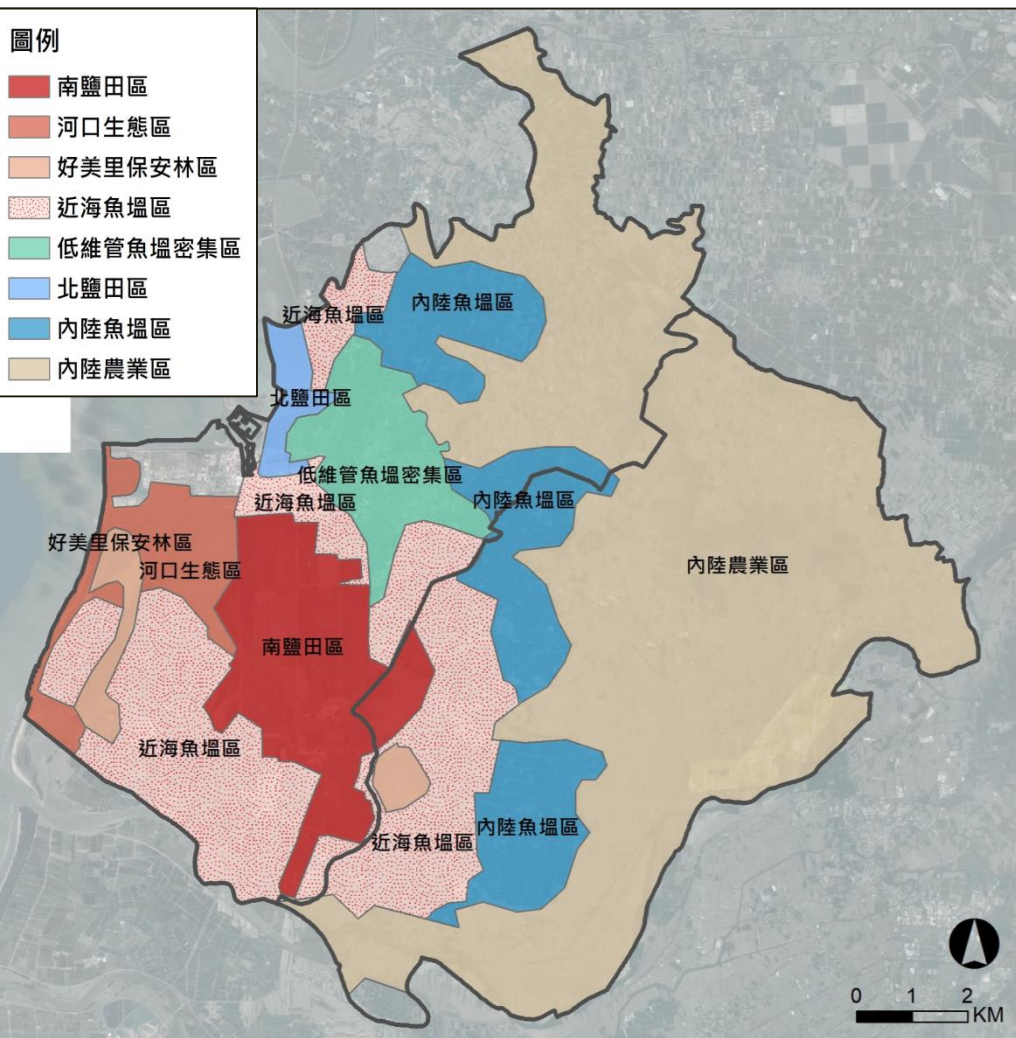 圖例
南鹽田區
河口生態區
好美里保安林區
近海魚塭區
低維管魚塭密集區
北鹽田區
內陸魚塭區
內陸農業區
內陸魚塭區
近海魚塭區
北鹽田區
低維管魚塭密集區
近海魚塭區
內陸魚塭區
好美里保安林區
河口生態區
內陸農業區
南鹽田區
近海魚塭區
內陸魚塭區
近海魚塭區
0 1 2
KM